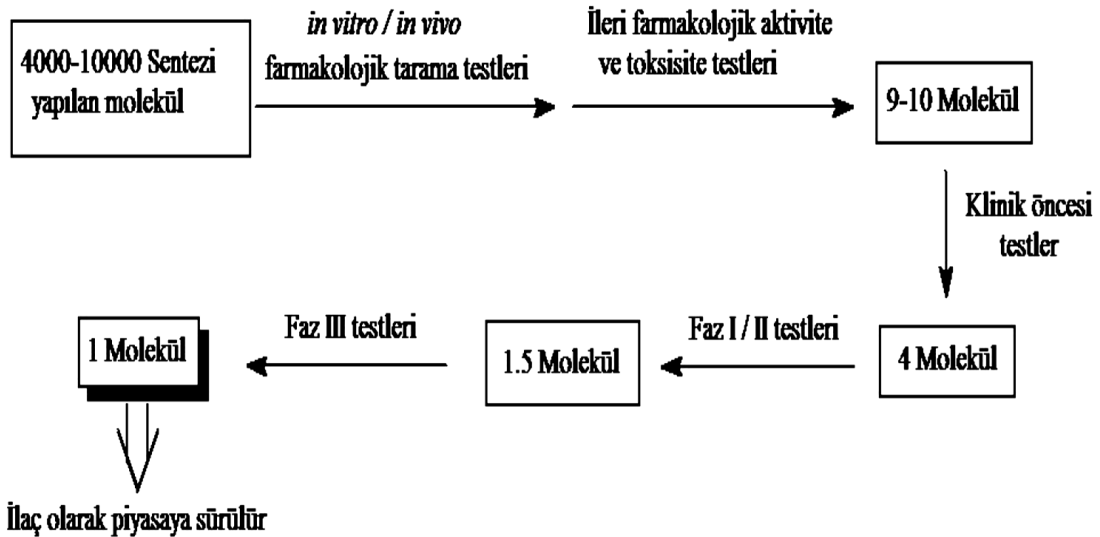 4000-10000 Sentezi
yapılan molekül
in vitro / in vivo
farmakolojik tarama testleri
İleri farmakolojik aktivite
ve toksisite testleri
9-10 Molekül
Klinik öncesi
testler
4 Molekül
Faz I / II testleri
1.5 Molekül
Faz III testleri
1 Molekül
İlaç olarak piyasaya sürülür